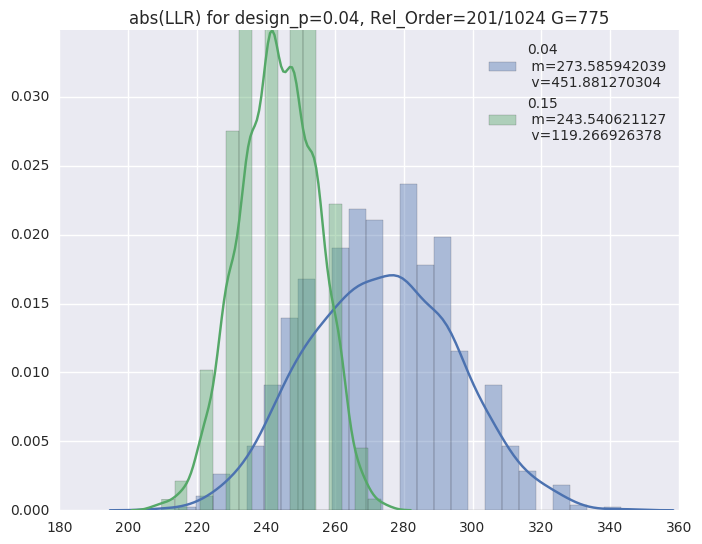 abs(LLR) for design_p=0.04, Rel_Order=201/1024 G=775
0.04
m=273.585942039
v=451.881270304
0.15
m=243.540621127
v=119.266926378
0.030
0.025
0.020
0.015
0.010
0.005
0.000
180 200 220 240 260 280 300 320 340 360